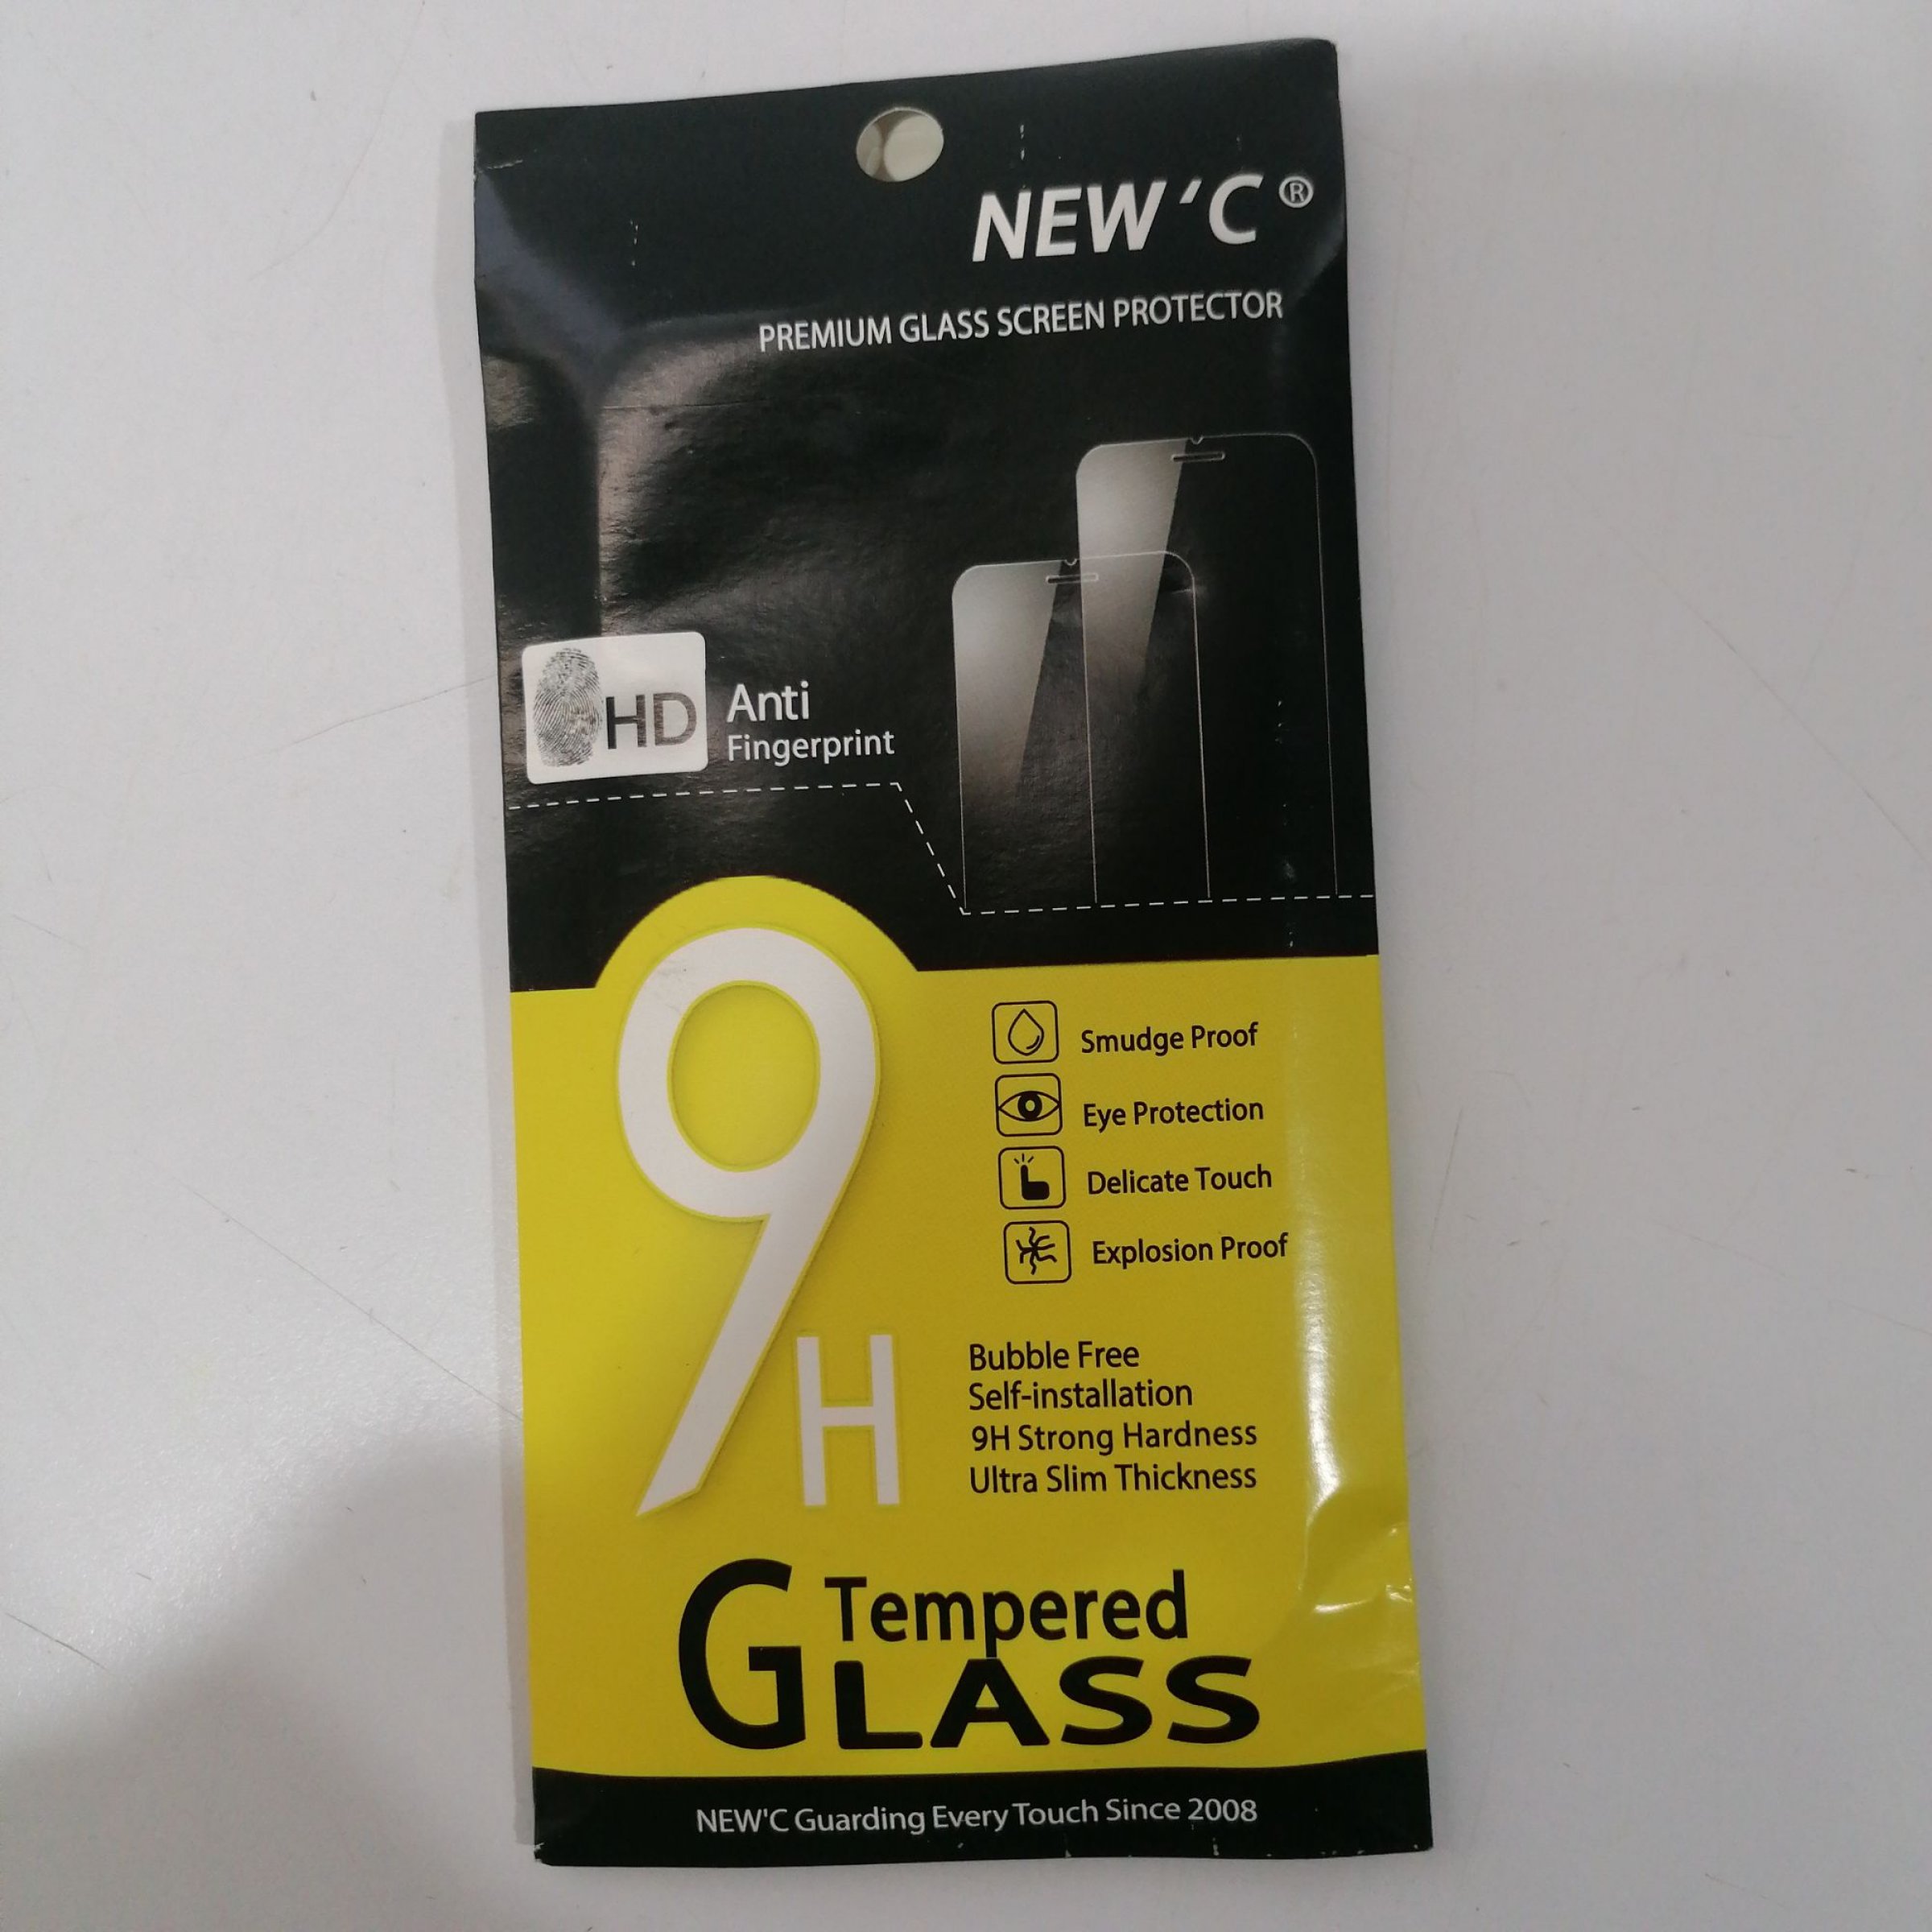 NEW'C®
PREMIUM GLASS SCREEN PROTECTOR
HD
Anti
Fingerprint
9H
Smudge Proof
Eye Protection
Delicate Touch
Explosion Proof
Bubble Free
Self-installation
9H Strong Hardness
Ultra Slim Thickness
Tempered
GLASS
NEW'C Guarding Every Touch Since 2008